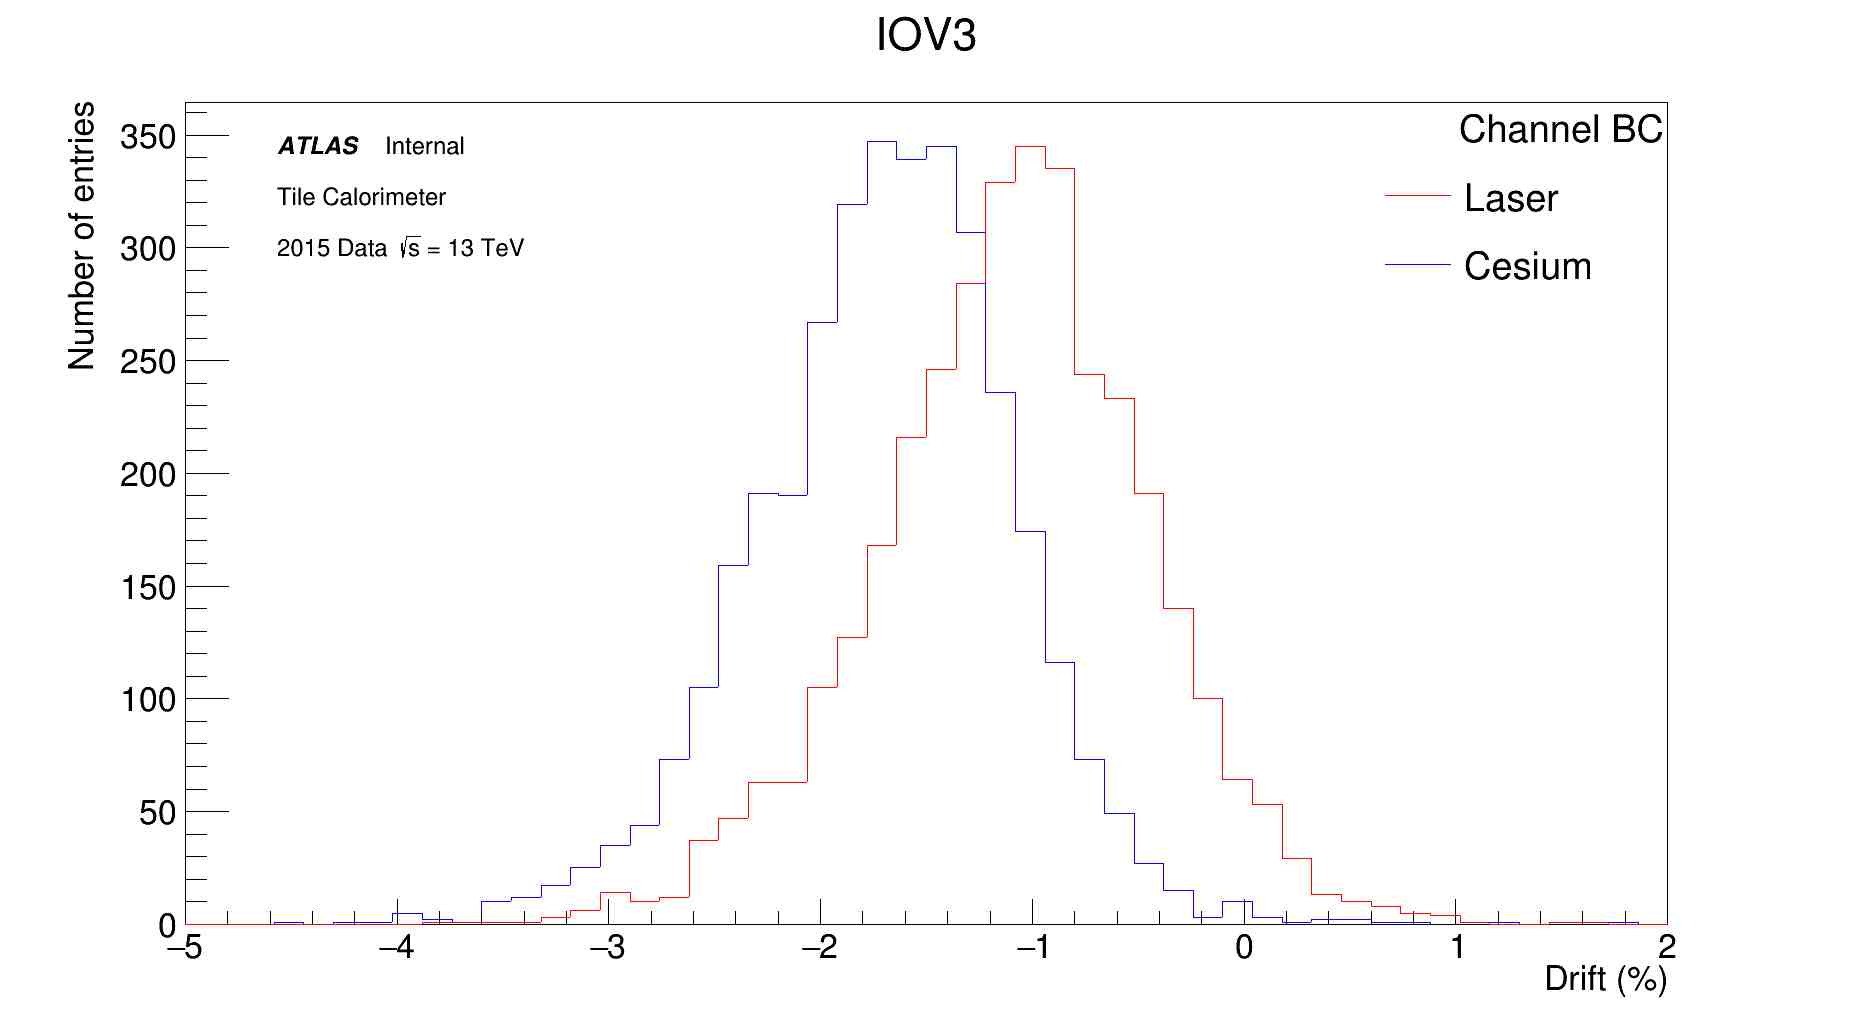 IOV3
Number of entries
ATLAS Internal
Tile Calorimeter
2015 Data √s = 13 TeV
Channel BC
Laser
Cesium
350
300
250
200
150
100
50
0
−5 −4 −3 −2 −1 0 1 2
Drift (%)